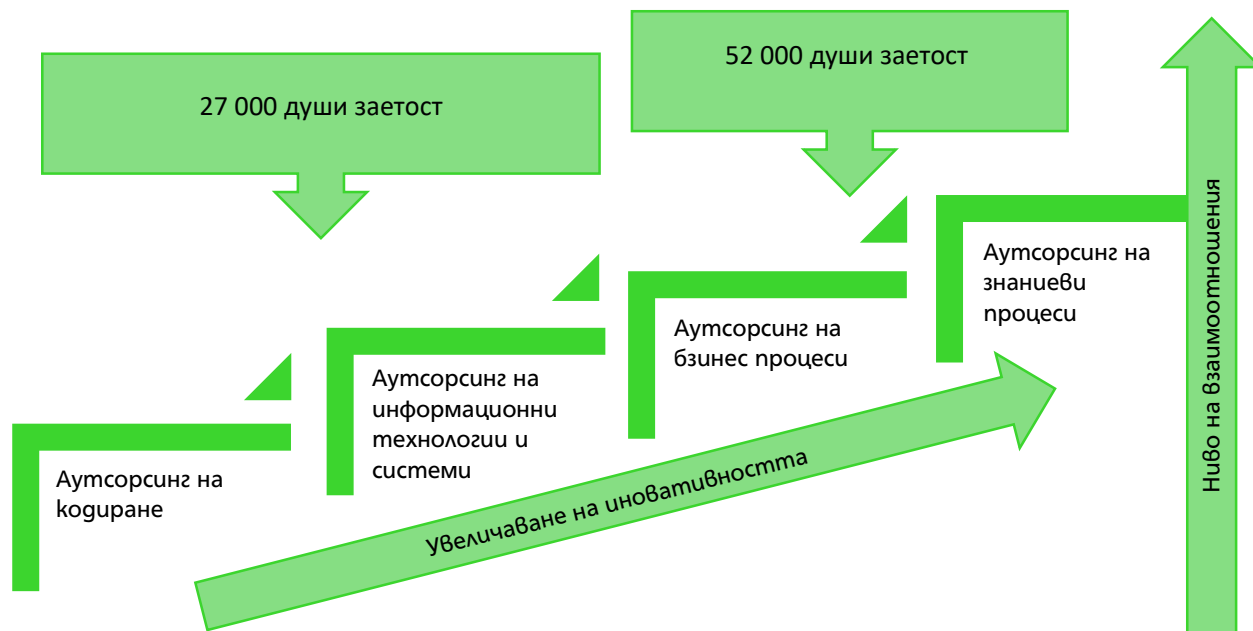 27 000 души заетост
52 000 души заетост
Аутсорсинг на
кодиране
Аутсорсинг на
информационни
технологии и
системи
Аутсорсинг на
бзинес процеси
Аутсорсинг на
знаниеви
процеси
Увеличаване на иновативността
Ниво на взаимоотношения